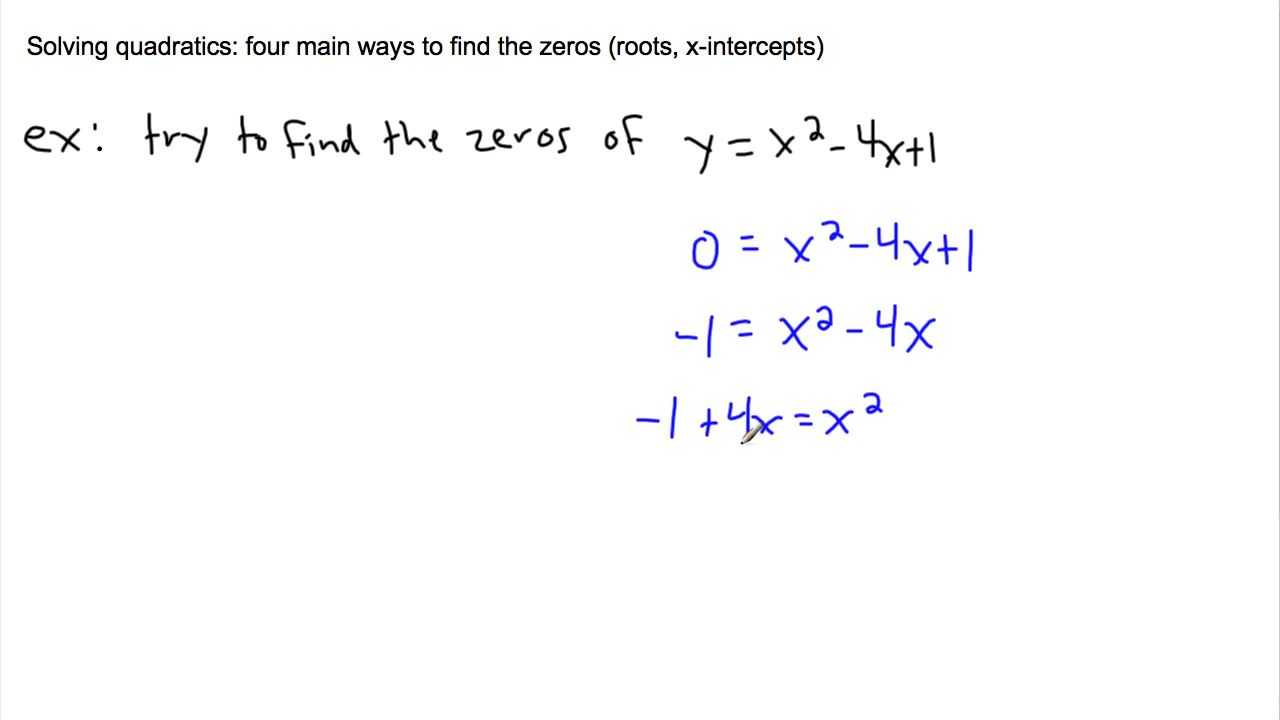 Solving quadratics: four main ways to find the zeros (roots, x-intercepts)
ex: try to find the zeros of y = x² - 4x+1
0 = x² - 4x+1
-1 = x² - 4x
-1 + 4x = x²